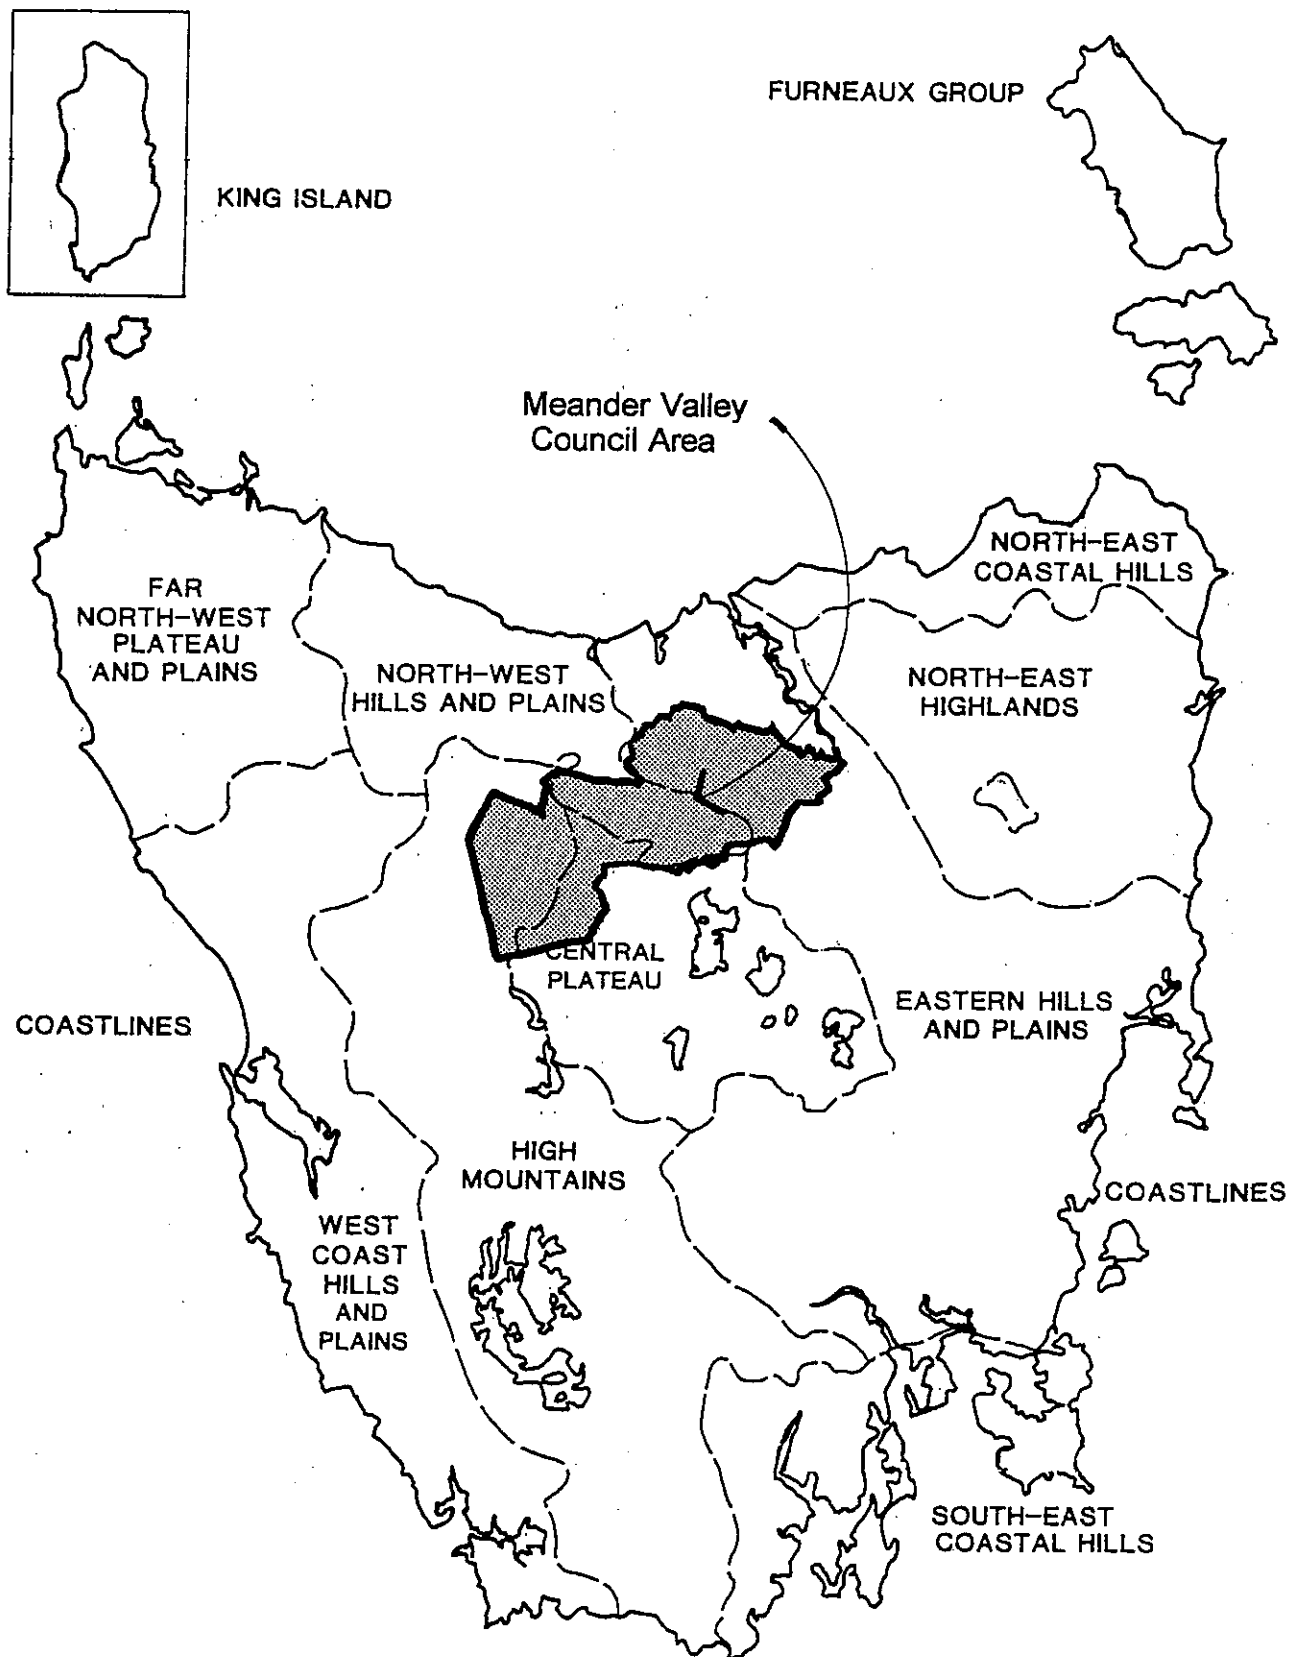 FURNEAUX GROUP
KING ISLAND
Meander Valley
Council Area
NORTH-EAST
COASTAL HILLS
FAR
NORTH-WEST
PLATEAU
AND PLAINS
NORTH-WEST
HILLS AND PLAINS
NORTH-EAST
HIGHLANDS
CENTRAL
PLATEAU
EASTERN HILLS
AND PLAINS
COASTLINES
HIGH
MOUNTAINS
COASTLINES
WEST
COAST
HILLS
AND
PLAINS
SOUTH-EAST
COASTAL HILLS